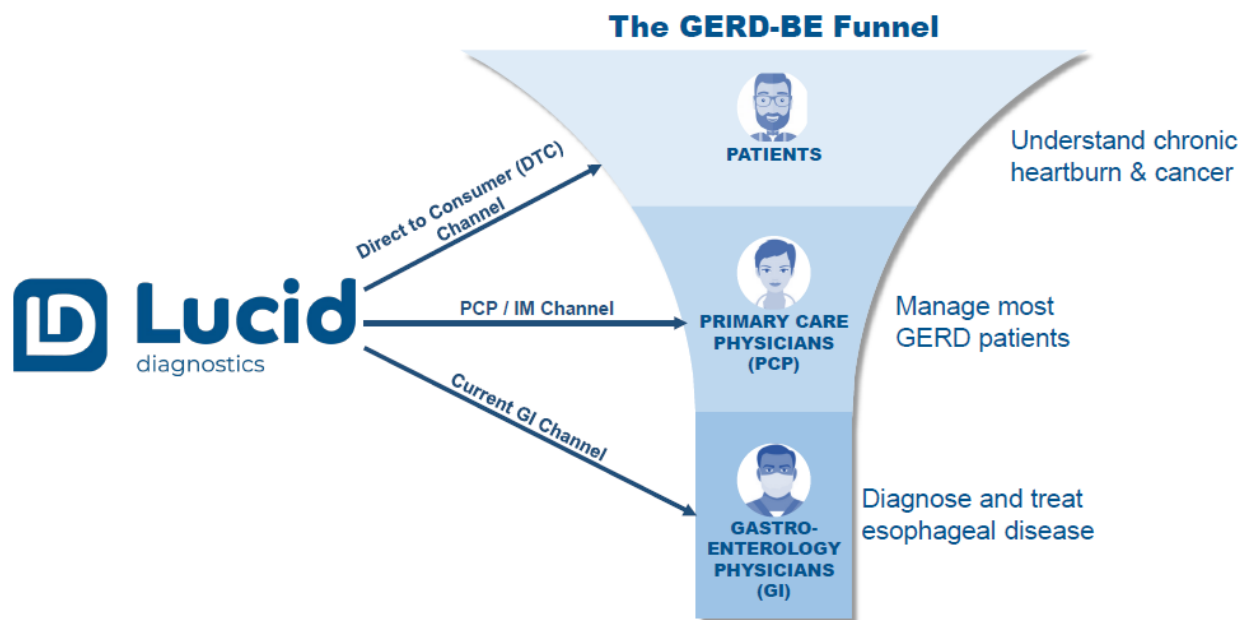 The GERD-BE Funnel
PATIENTS
Understand chronic
heartburn & cancer
Direct to Consumer (DTC)
Channel
LD
Lucid
diagnostics
PCP / IM Channel
PRIMARY CARE
PHYSICIANS
(PCP)
Manage most
GERD patients
Current GI Channel
GASTRO-
ENTEROLOGY
PHYSICIANS
(GI)
Diagnose and treat
esophageal disease